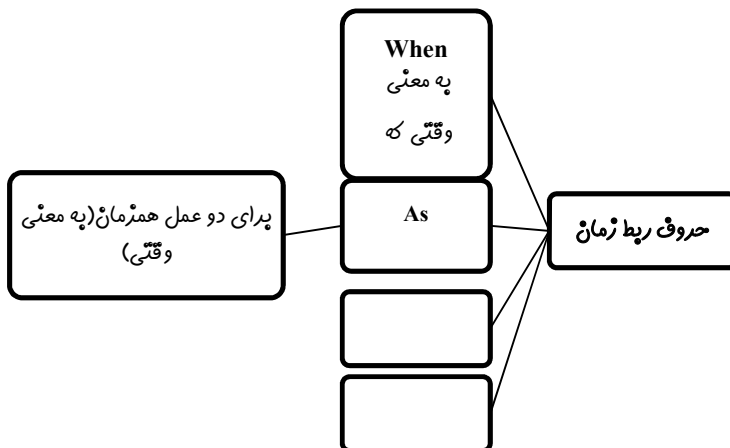 حروف ربط زمان
When
به معنی
وقتی که
As
برای دو عمل همزمان(به معنی
وقتی)